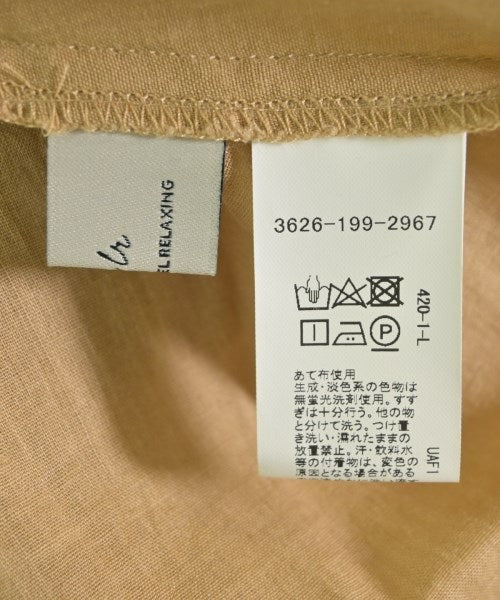 lr
EL RELAXING
3626-199-2967
P
420-1-L
あて布使用
生成・淡色系の色物は
無蛍光洗剤使用。すす
ぎは十分行う。他の物
と分けて洗う。つけ置
き洗い・濡れたままの
放置禁止。汗・飲料水
等の付着物は、変色の
原因となる場合がある
UAF1